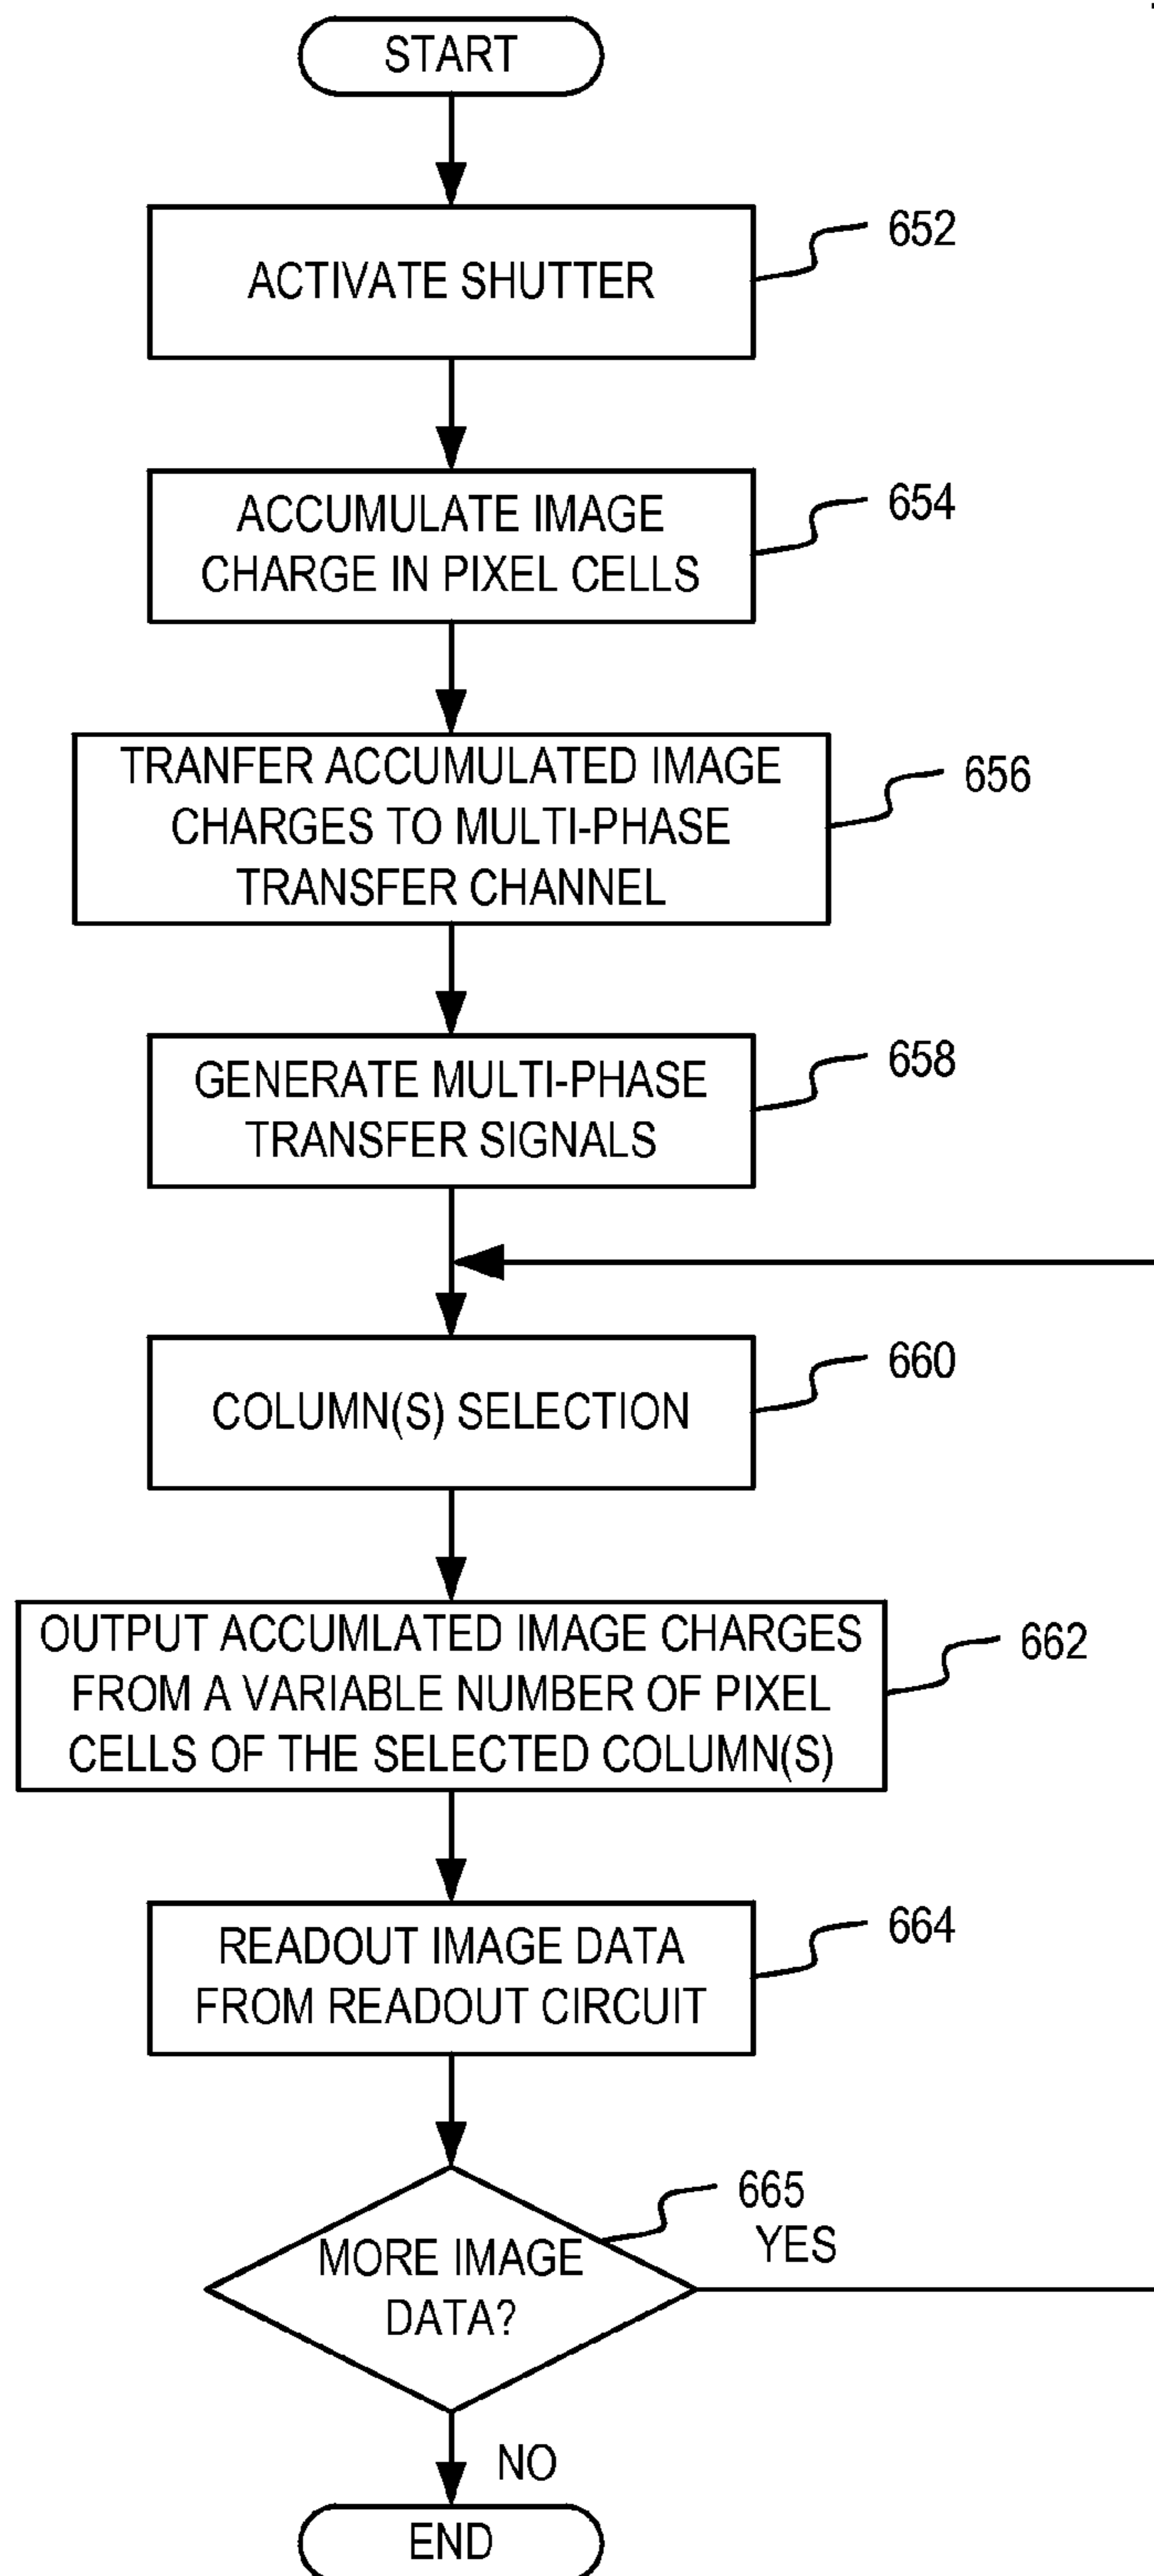 START
ACTIVATE SHUTTER
652
ACCUMULATE IMAGE
CHARGE IN PIXEL CELLS
654
TRANFER ACCUMULATED IMAGE
CHARGES TO MULTI-PHASE
TRANSFER CHANNEL
656
GENERATE MULTI-PHASE
TRANSFER SIGNALS
658
COLUMN(S) SELECTION
660
OUTPUT ACCUMLATED IMAGE CHARGES
FROM A VARIABLE NUMBER OF PIXEL
CELLS OF THE SELECTED COLUMN(S)
662
READOUT IMAGE DATA
FROM READOUT CIRCUIT
664
MORE IMAGE
DATA?
665
YES
NO
END